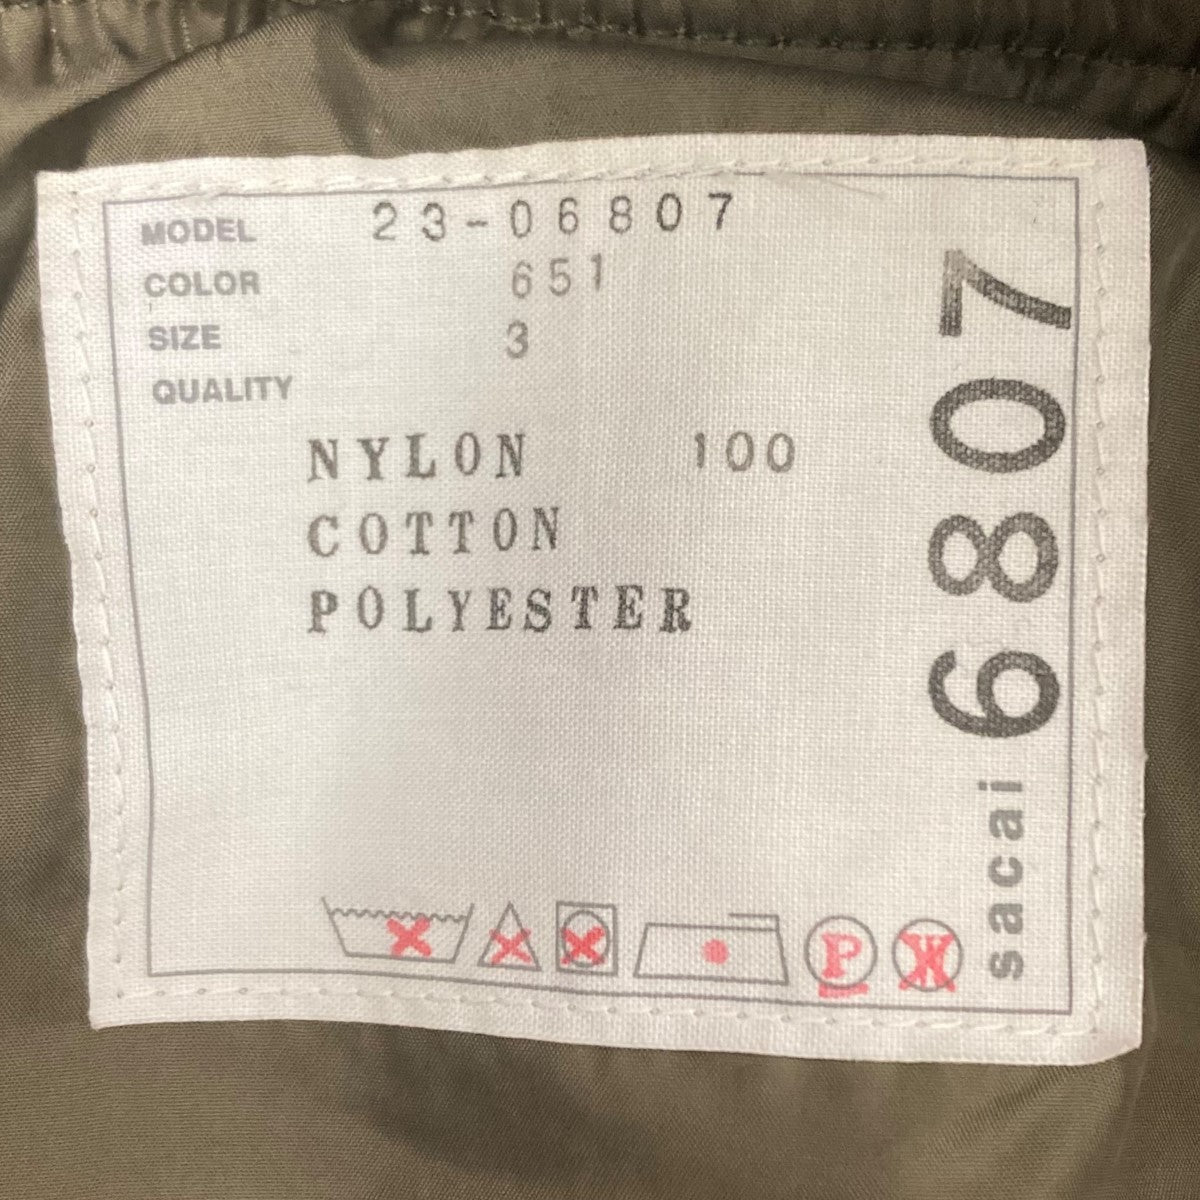 MODEL 23-06807
COLOR 651
SIZE 3
QUALITY
NYLON 100
COTTON
POLYESTER
P W
sacai 6807